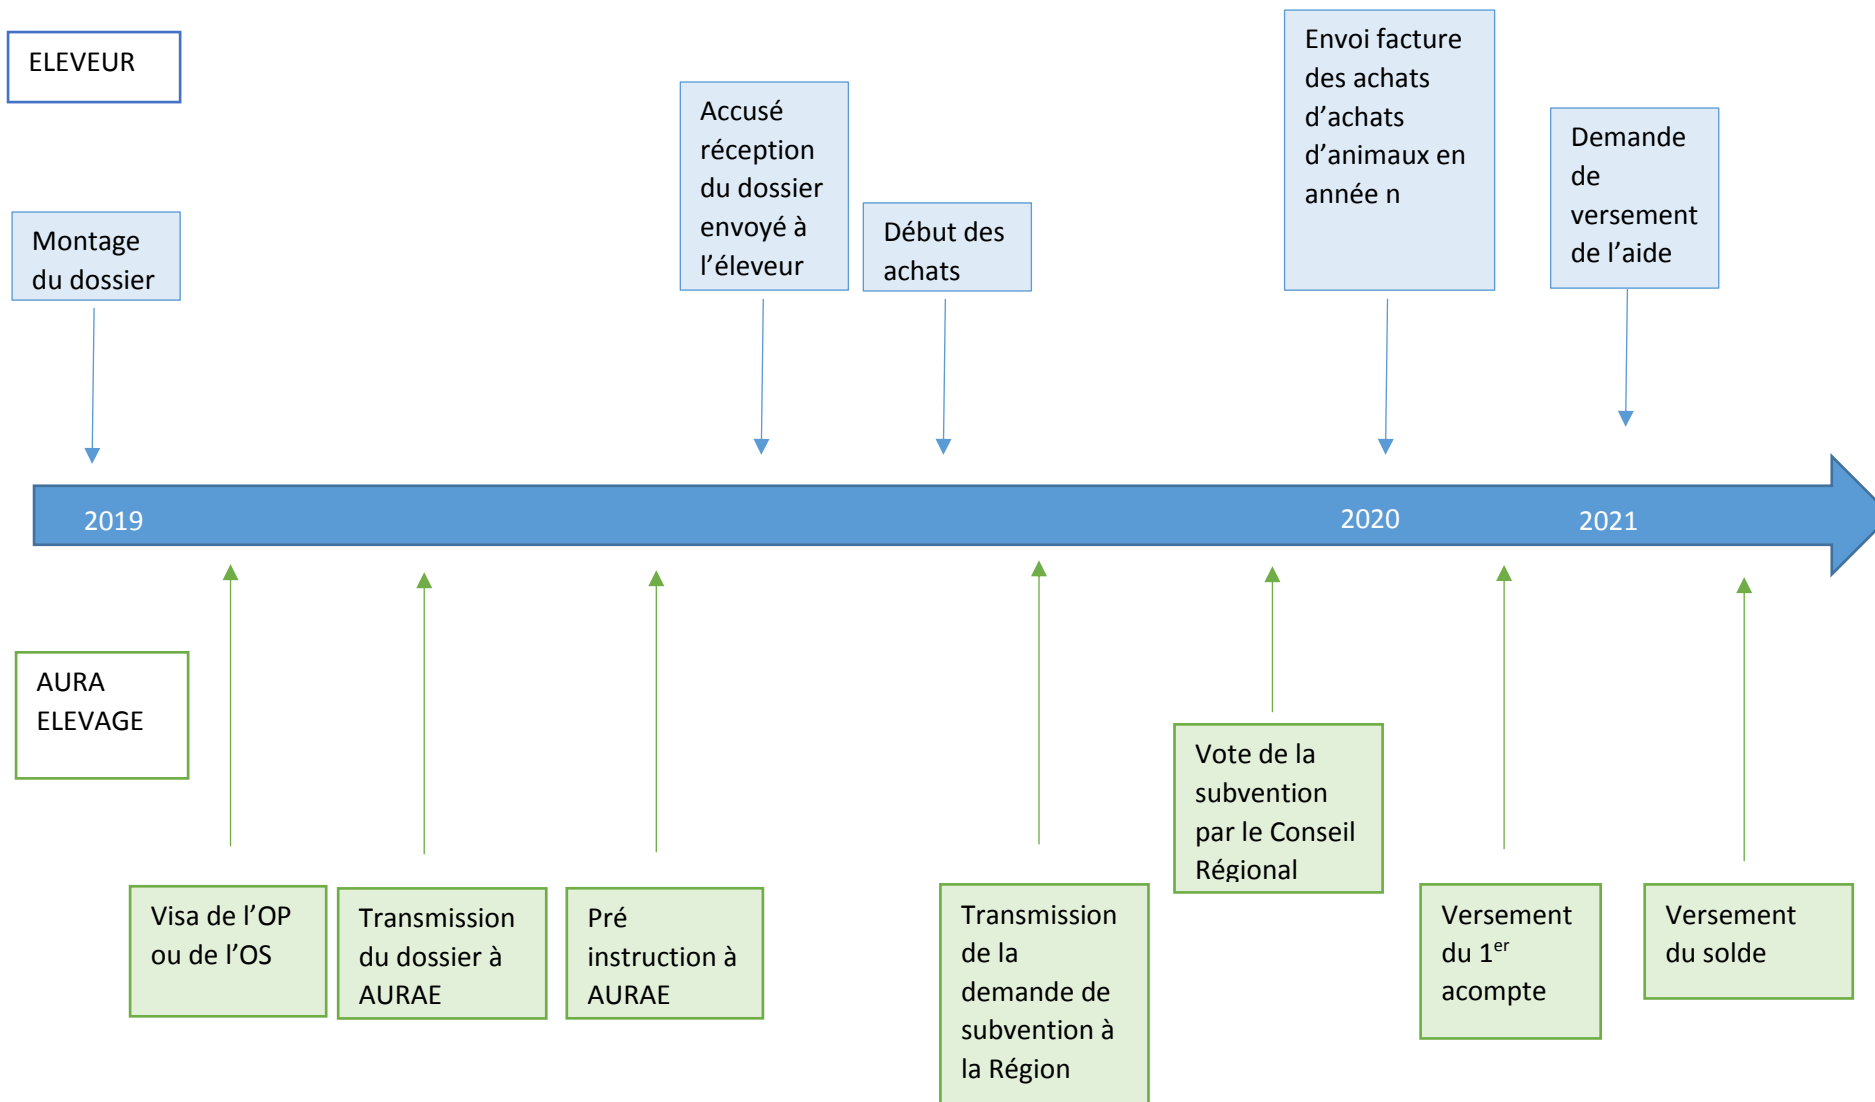 ELEVEUR
Montage
du dossier
Accusé
réception
du dossier
envoyé à
l’éleveur
Début des
achats
Envoi facture
des achats
d’achats
d’animaux en
année n
Demande
de
versement
de l’aide
2019
2020
2021
AURA
ELEVAGE
Visa de l’OP
ou de l’OS
Transmission
du dossier à
AURAE
Pré
instruction à
AURAE
Transmission
de la
demande de
subvention à
la Région
Vote de la
subvention
par le Conseil
Régional
Versement
du 1er
acompte
Versement
du solde